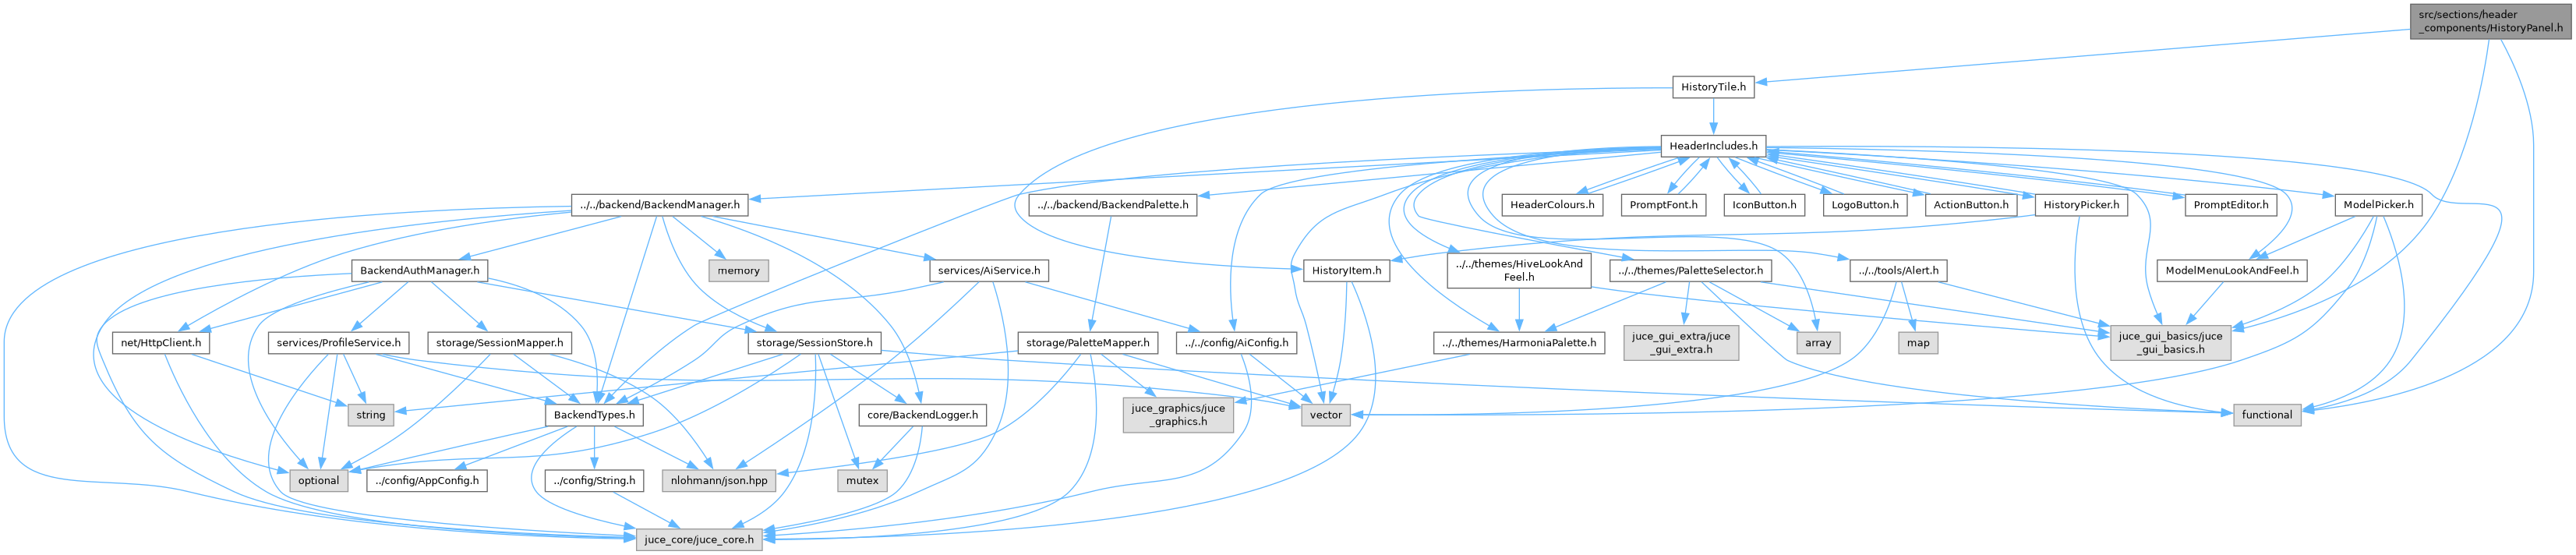 src/sections/header
_components/HistoryPanel.h
HistoryTile.h
HeaderIncludes.h
../../backend/BackendManager.h
../../backend/BackendPalette.h
HeaderColours.h
PromptFont.h
IconButton.h
LogoButton.h
ActionButton.h
HistoryPicker.h
PromptEditor.h
ModelPicker.h
BackendAuthManager.h
memory
services/AiService.h
HistoryItem.h
../../themes/HiveLookAnd
Feel.h
../../themes/PaletteSelector.h
../../tools/Alert.h
ModelMenuLookAndFeel.h
net/HttpClient.h
services/ProfileService.h
storage/SessionMapper.h
storage/SessionStore.h
storage/PaletteMapper.h
../../config/AiConfig.h
../../themes/HarmoniaPalette.h
juce_gui_extra/juce
_gui_extra.h
array
map
juce_gui_basics/juce
_gui_basics.h
string
BackendTypes.h
core/BackendLogger.h
juce_graphics/juce
_graphics.h
vector
functional
optional
../config/AppConfig.h
../config/String.h
nlohmann/json.hpp
mutex
juce_core/juce_core.h